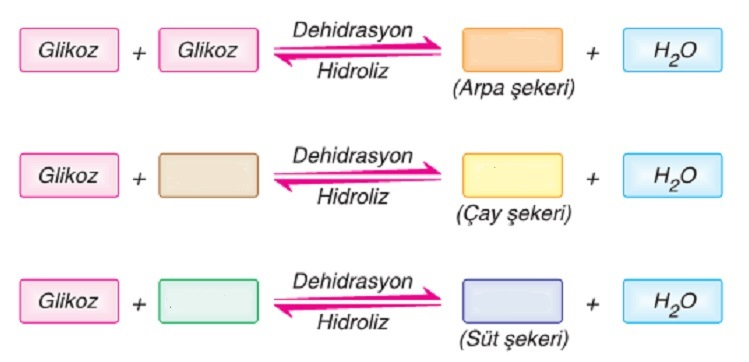 Glikoz + Glikoz Dehidrasyon Hidroliz + H₂O
(Arpa şekeri)
Glikoz + Dehidrasyon Hidroliz + H₂O
(Çay şekeri)
Glikoz + Dehidrasyon Hidroliz + H₂O
(Süt şekeri)